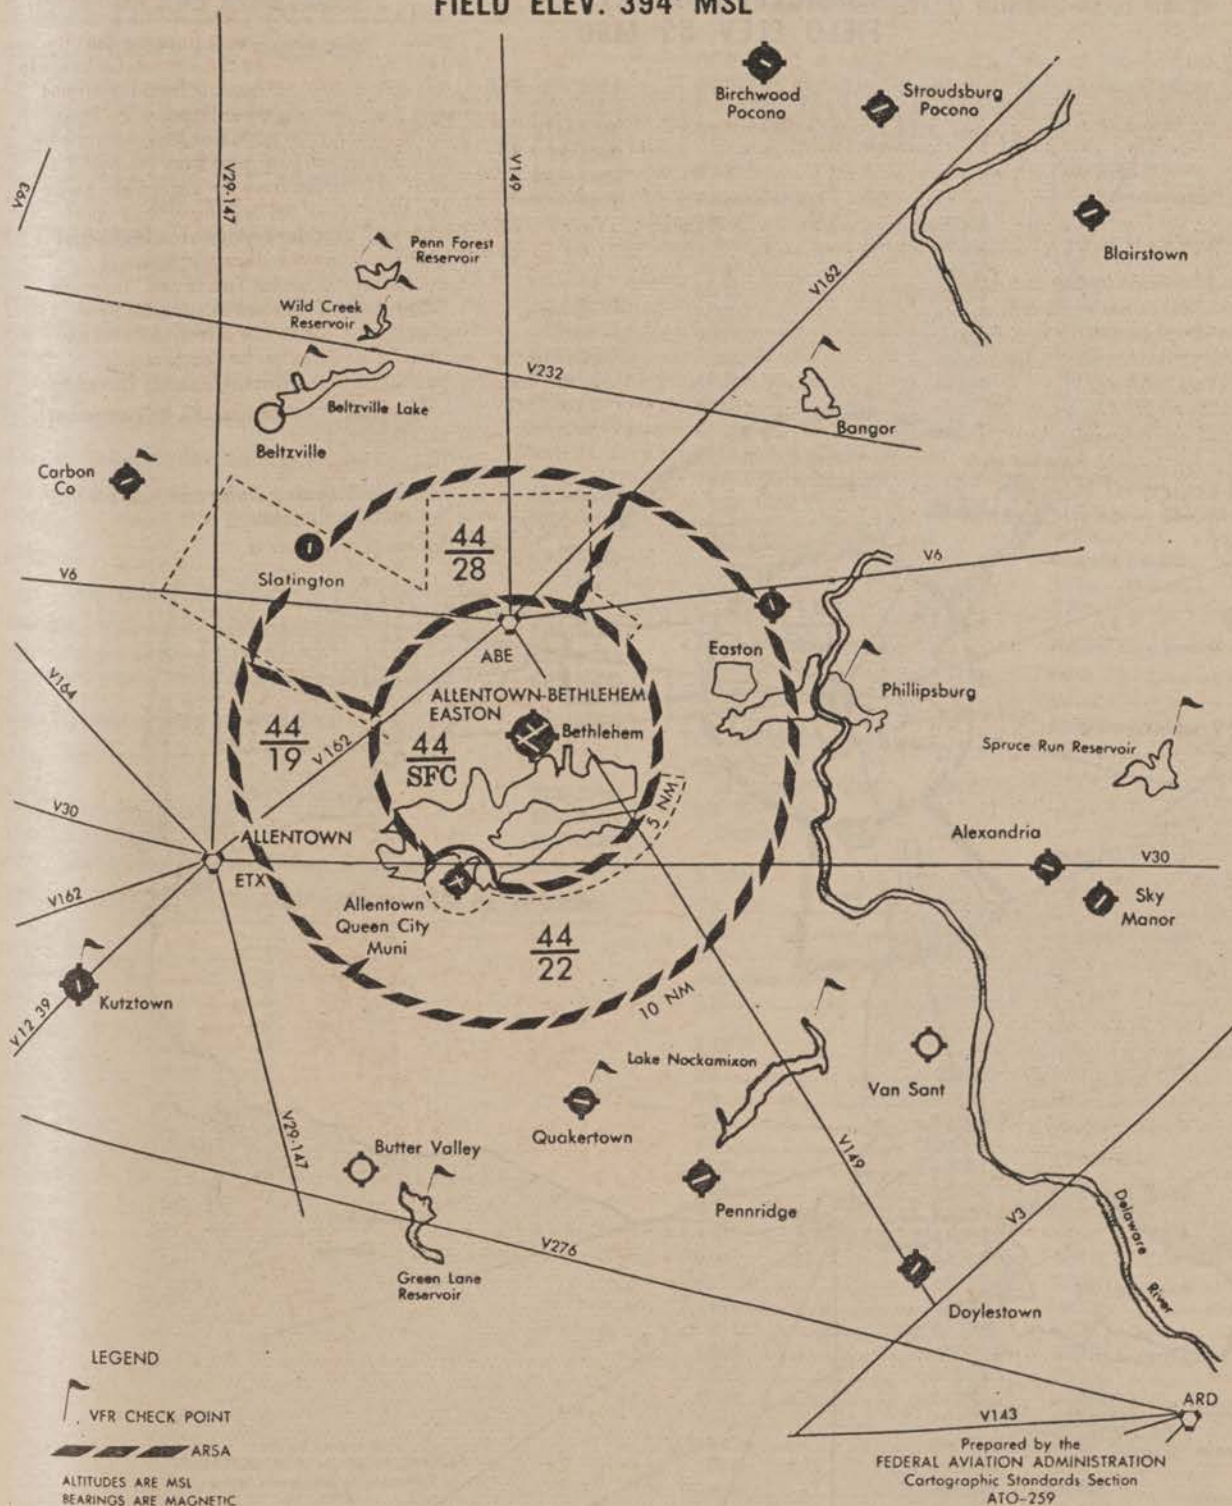 FIELD ELEV. 394' MSL
Birchwood
Pocono
Stroudsburg
Pocono
V93
V29-147
V149
Blairstown
Penn Forest
Reservoir
V162
Wild Creek
Reservoir
V232
Beltzville Lake
Bangor
Beltzville
Carbon
Co
44
28
V6
Slatington
V6
ABE
Easton
V164
ALLENTOWN-BETHLEHEM
EASTON
Phillipsburg
Bethlehem
44
19
V162
44
SFC
Spruce Run Reservoir
5 NM
V30
ALLENTOWN
Alexandria
V30
ETX
V162
Allentown
Queen City
Muni
Sky
Manor
44
22
Kutztown
V12 39
10 NM
Lake Nockamixon
Van Sant
Quakertown
V29-147
Butter Valley
V149
Pennridge
V3
Delaware
River
V276
Green Lane
Reservoir
Doylestown
LEGEND
VFR CHECK POINT
ARSA
ALTITUDES ARE MSL
BEARINGS ARE MAGNETIC
ARD
V143
Prepared by the
FEDERAL AVIATION ADMINISTRATION
Cartographic Standards Section
ATO-259